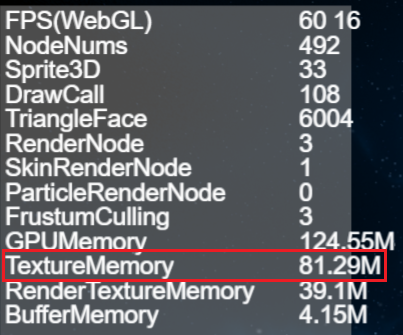 FPS(WebGL) 60 16
NodeNums 492
Sprite3D 33
DrawCall 108
TriangleFace 6004
RenderNode 3
SkinRenderNode 1
ParticleRenderNode 0
FrustumCulling 3
GPUMemory 124.55M
TextureMemory 81.29M
RenderTextureMemory 39.1M
BufferMemory 4.15M